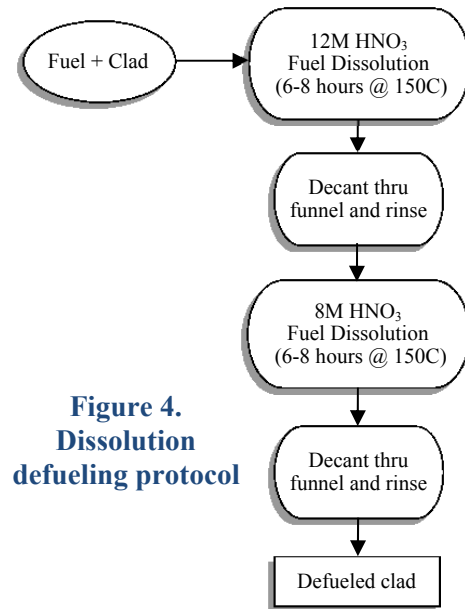 Fuel + Clad
12M HNO₃
Fuel Dissolution
(6-8 hours @ 150C)
Decant thru
funnel and rinse
8M HNO₃
Fuel Dissolution
(6-8 hours @ 150C)
Figure 4.
Dissolution
defueling protocol
Decant thru
funnel and rinse
Defueled clad